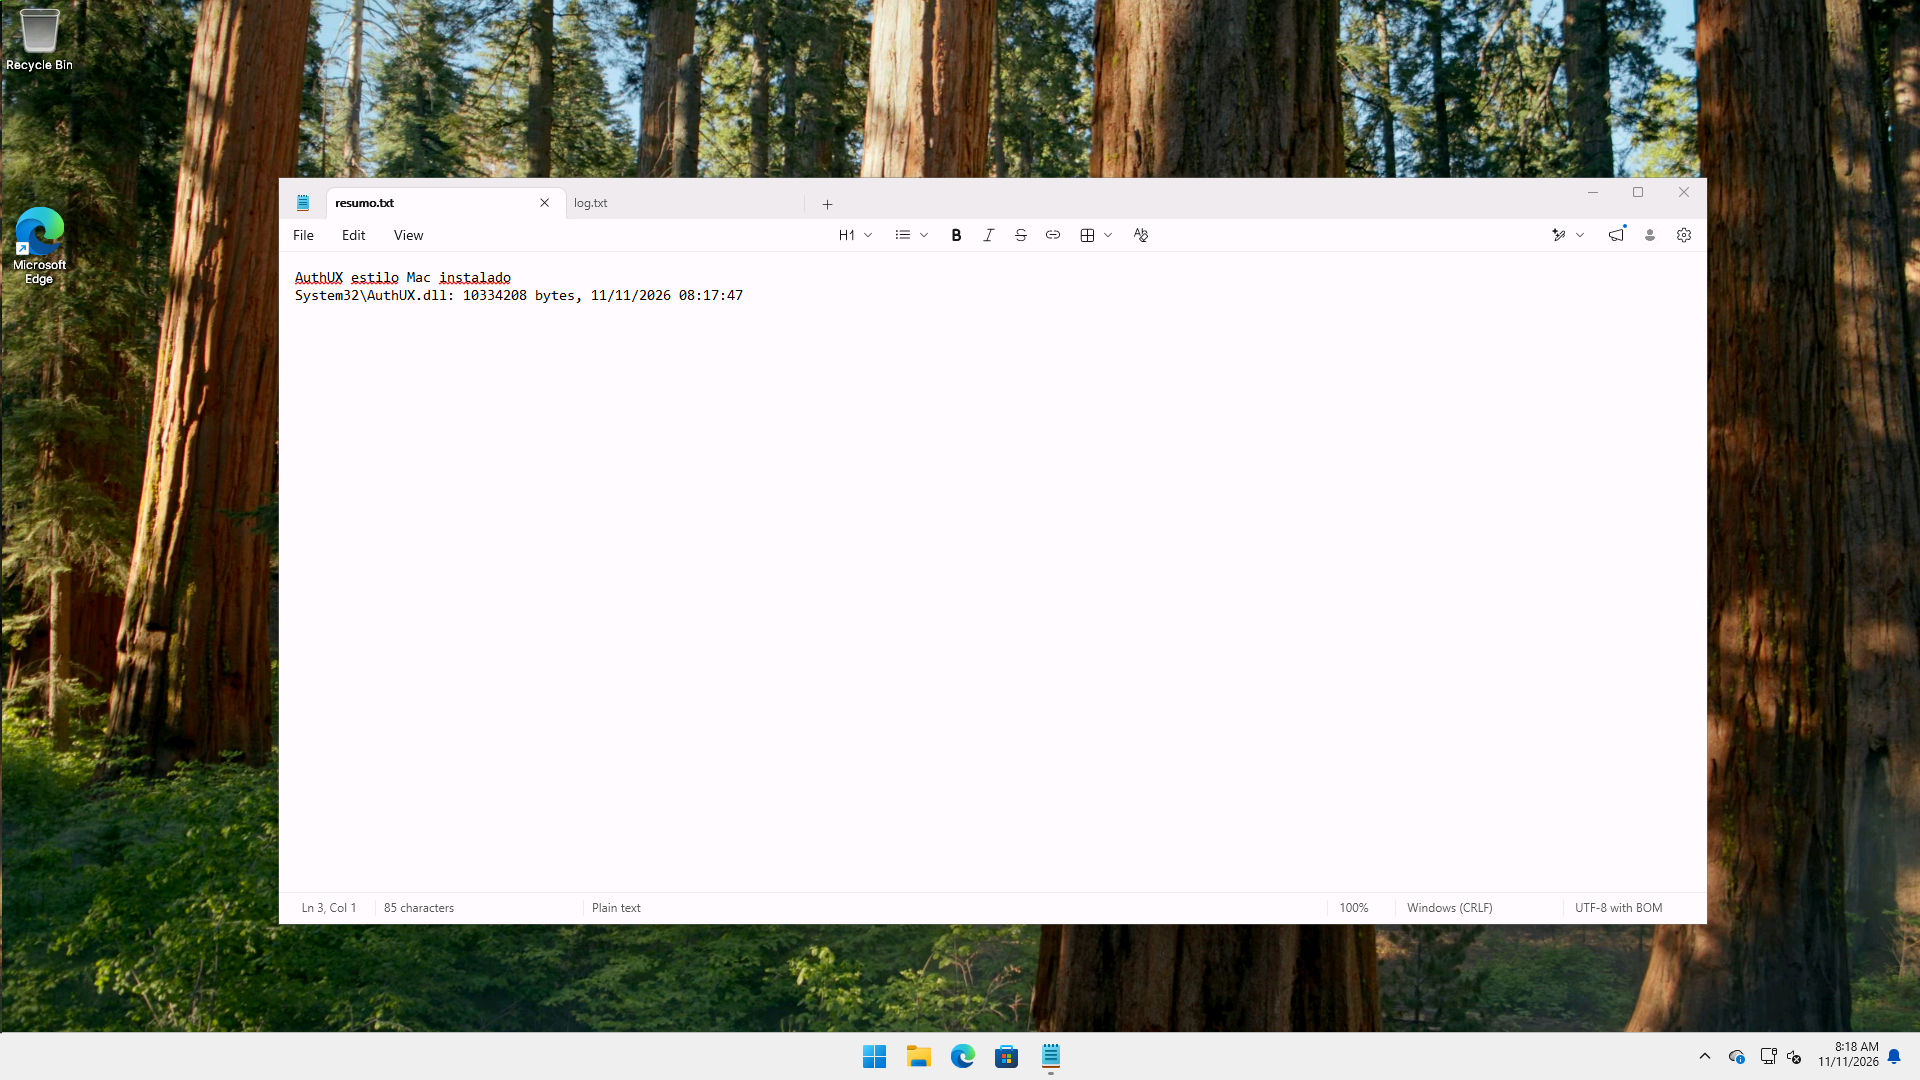 Recycle Bin
Microsoft
Edge
resumo.txt
log.txt
File
Edit
View
H1
AuthUX estilo Mac instalado
System32\AuthUX.dll: 10334208 bytes, 11/11/2026 08:17:47
Ln 3, Col 1
85 characters
Plain text
100%
Windows (CRLF)
UTF-8 with BOM
8:18 AM
11/11/2026